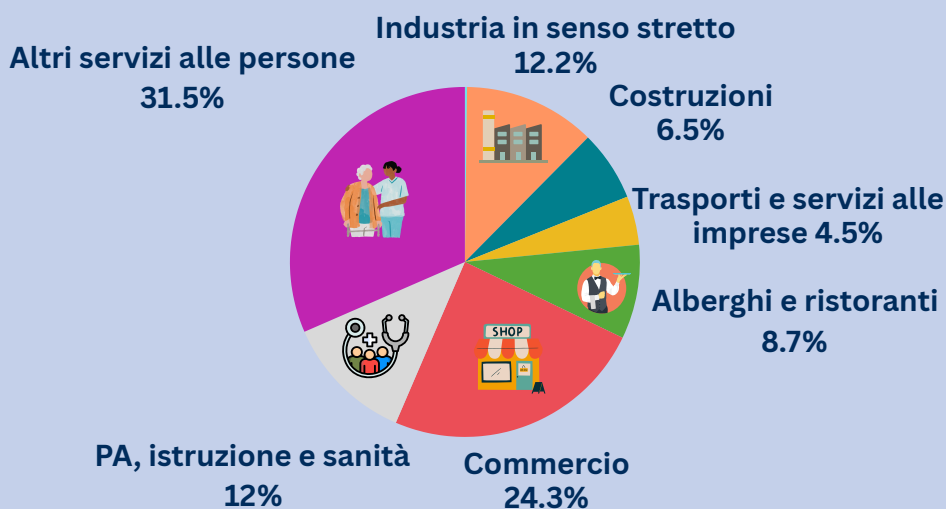 Industria in senso stretto
12.2%
Altri servizi alle persone
31.5%
Costruzioni
6.5%
Trasporti e servizi alle
imprese 4.5%
Alberghi e ristoranti
8.7%
SHOP
PA, istruzione e sanità
12%
Commercio
24.3%